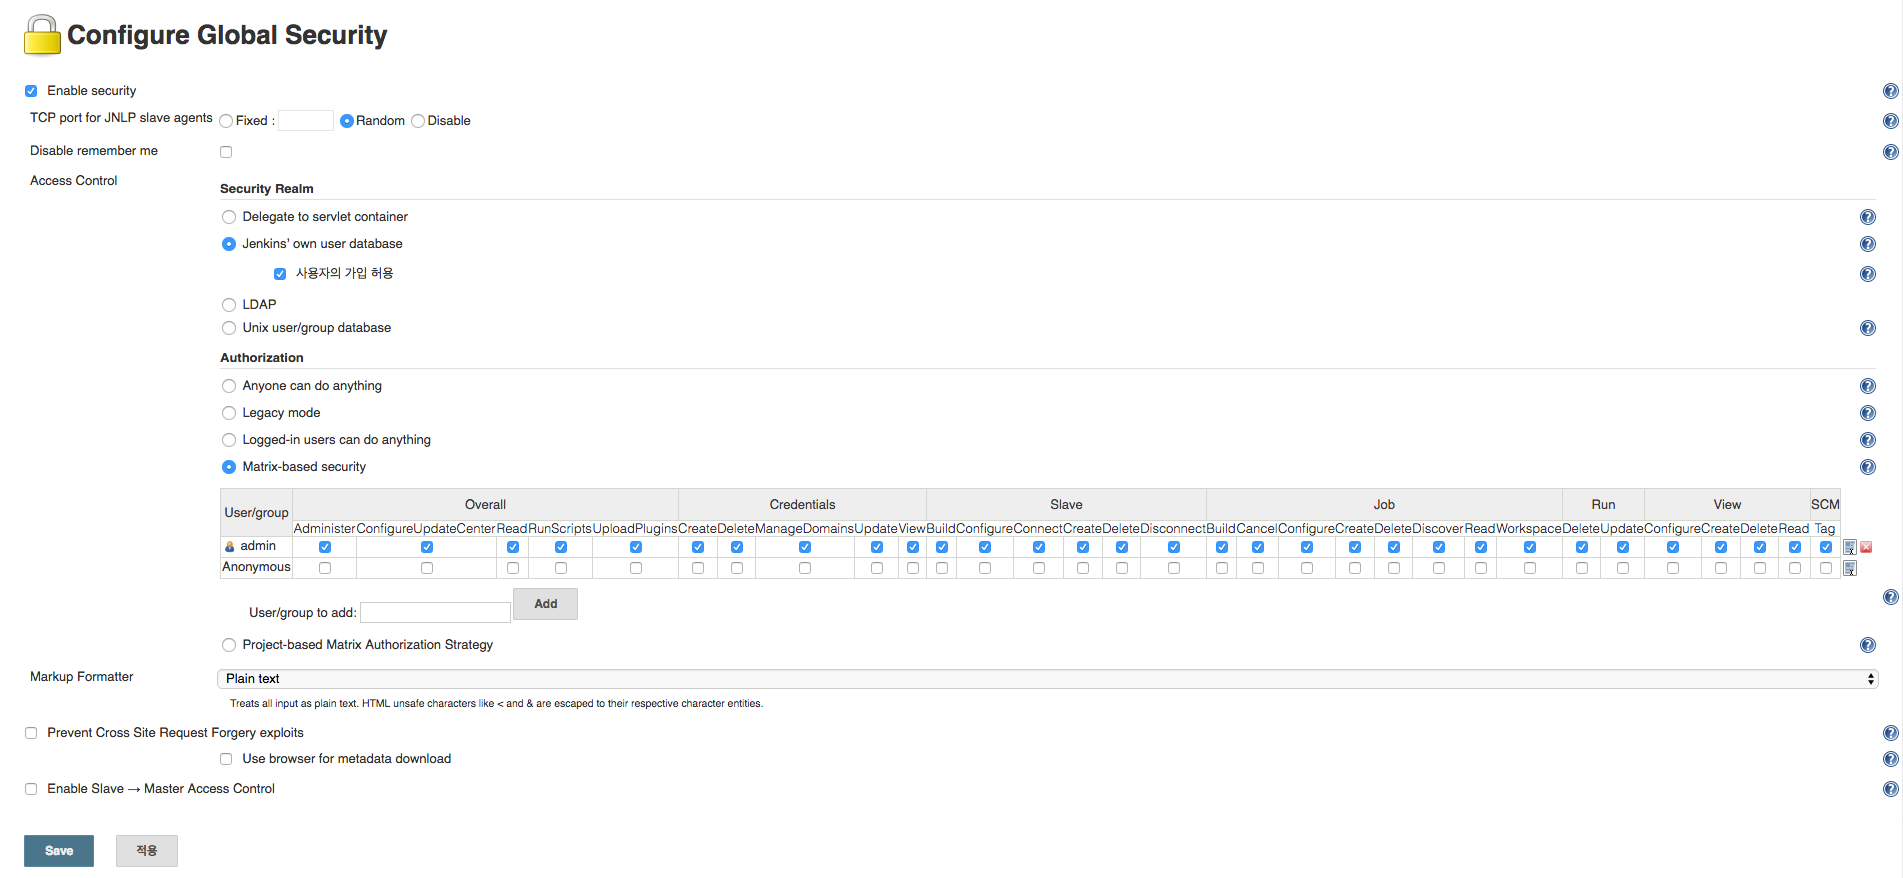 Configure Global Security
Enable security
TCP port for JNLP slave agents Fixed : Random Disable
Disable remember me
Access Control
Security Realm
Delegate to servlet container
Jenkins' own user database
사용자의 가입 허용
LDAP
Unix user/group database
Authorization
Anyone can do anything
Legacy mode
Logged-in users can do anything
Matrix-based security
User/group Overall Credentials Slave Job Run View SCM
Administer ConfigureUpdateCenter Read RunScripts UploadPlugins Create Delete ManageDomains Update View Build Configure Connect Create Delete Disconnect Build Cancel Configure Create Delete Discover Read Workspace Delete Update Configure Create Delete Read Tag
admin
Anonymous
User/group to add: Add
Project-based Matrix Authorization Strategy
Markup Formatter Plain text
Treats all input as plain text. HTML unsafe characters like < and & are escaped to their respective character entities.
Prevent Cross Site Request Forgery exploits
Use browser for metadata download
Enable Slave → Master Access Control
Save 적용